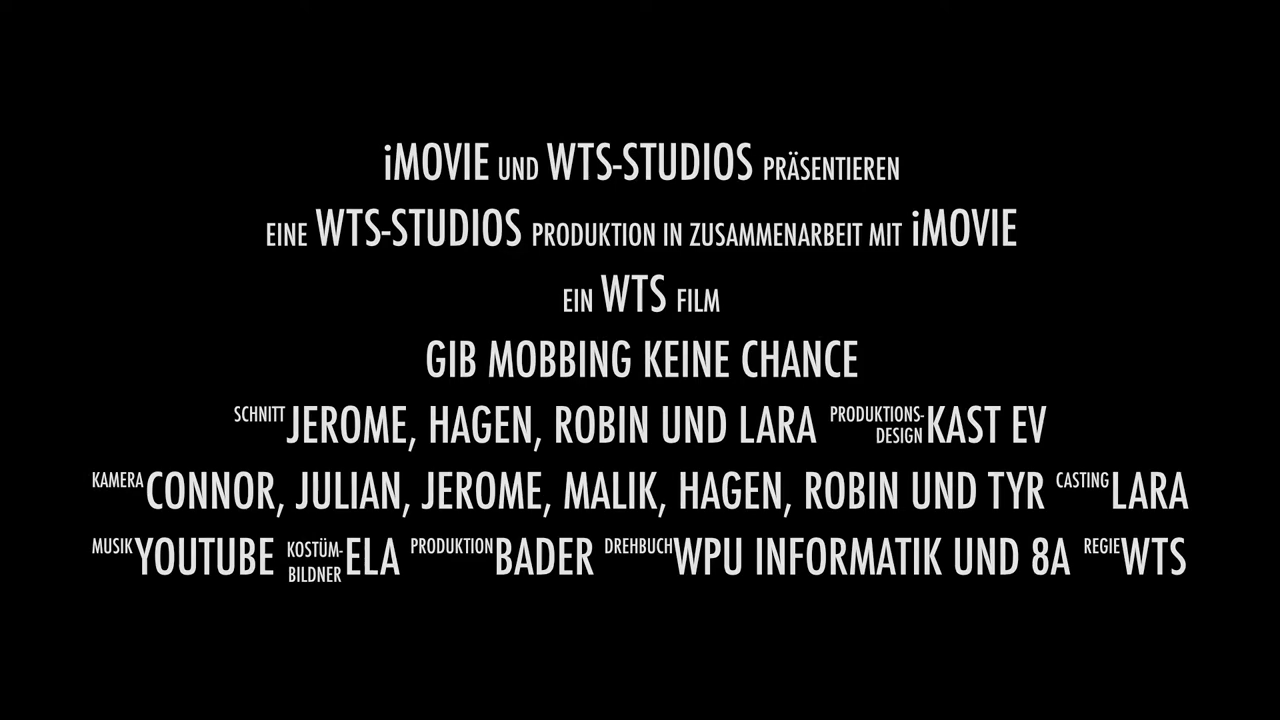 iMOVIE UND WTS-STUDIOS PRÄSENTIEREN
EINE WTS-STUDIOS PRODUKTION IN ZUSAMMENARBEIT MIT iMOVIE
EIN WTS FILM
GIB MOBBING KEINE CHANCE
SCHNITT JEROME, HAGEN, ROBIN UND LARA PRODUKTIONS-DESIGN KAST EV
KAMERA CONNOR, JULIAN, JEROME, MALIK, HAGEN, ROBIN UND TYR CASTING LARA
MUSIK YOUTUBE KOSTÜM-BILDNER ELA PRODUKTION BADER DREHBUCH WPU INFORMATIK UND 8A REGIE WTS